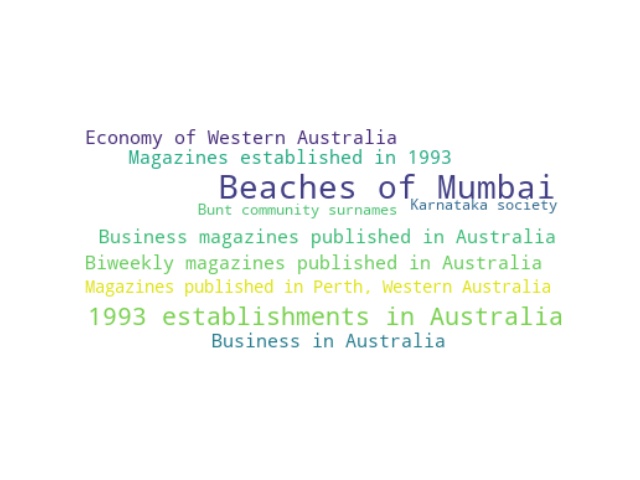 Economy of Western Australia
Magazines established in 1993
Beaches of Mumbai
Bunt community surnames
Karnataka society
Business magazines published in Australia
Biweekly magazines published in Australia
Magazines published in Perth, Western Australia
1993 establishments in Australia
Business in Australia